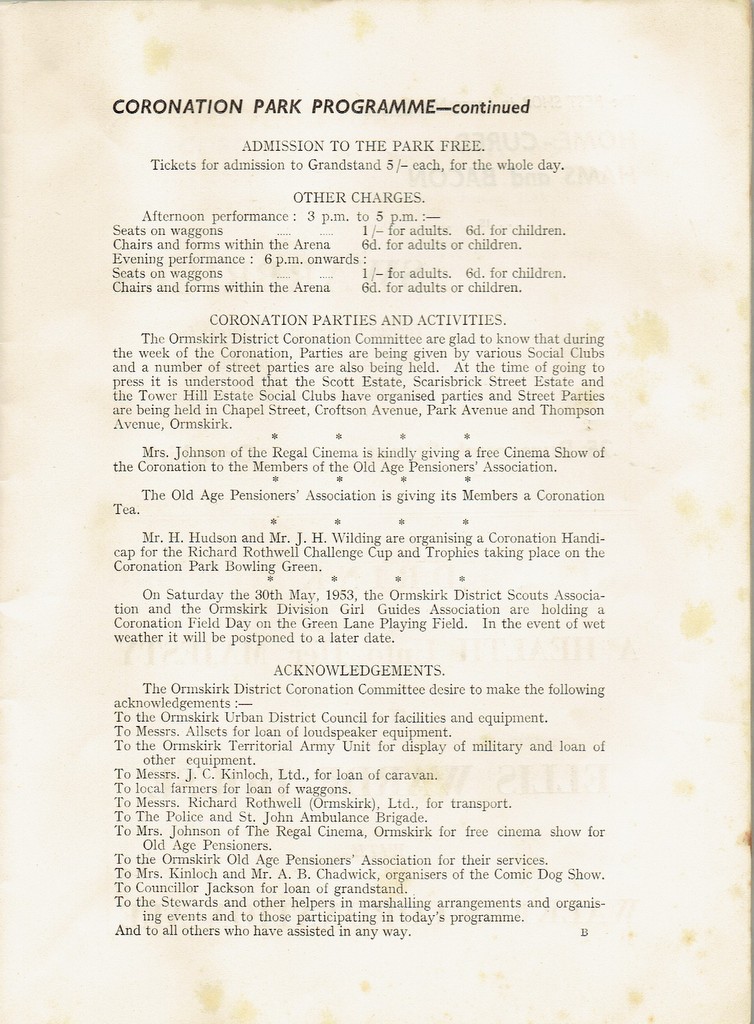 CORONATION PARK PROGRAMME—continued
ADMISSION TO THE PARK FREE.
Tickets for admission to Grandstand 5/- each, for the whole day.
OTHER CHARGES.
Afternoon performance : 3 p.m. to 5 p.m. :—
Seats on waggons ..... ..... 1/- for adults. 6d. for children.
Chairs and forms within the Arena 6d. for adults or children.
Evening performance : 6 p.m. onwards :
Seats on waggons ..... ..... 1/- for adults. 6d. for children.
Chairs and forms within the Arena 6d. for adults or children.
CORONATION PARTIES AND ACTIVITIES.
The Ormskirk District Coronation Committee are glad to know that during
the week of the Coronation, Parties are being given by various Social Clubs
and a number of street parties are also being held. At the time of going to
press it is understood that the Scott Estate, Scarisbrick Street Estate and
the Tower Hill Estate Social Clubs have organised parties and Street Parties
are being held in Chapel Street, Croftson Avenue, Park Avenue and Thompson
Avenue, Ormskirk.
* * * *
Mrs. Johnson of the Regal Cinema is kindly giving a free Cinema Show of
the Coronation to the Members of the Old Age Pensioners' Association.
* * * *
The Old Age Pensioners' Association is giving its Members a Coronation
Tea.
* * * *
Mr. H. Hudson and Mr. J. H. Wilding are organising a Coronation Handi-
cap for the Richard Rothwell Challenge Cup and Trophies taking place on the
Coronation Park Bowling Green.
* * * *
On Saturday the 30th May, 1953, the Ormskirk District Scouts Associa-
tion and the Ormskirk Division Girl Guides Association are holding a
Coronation Field Day on the Green Lane Playing Field. In the event of wet
weather it will be postponed to a later date.
ACKNOWLEDGEMENTS.
The Ormskirk District Coronation Committee desire to make the following
acknowledgements :—
To the Ormskirk Urban District Council for facilities and equipment.
To Messrs. Allsets for loan of loudspeaker equipment.
To the Ormskirk Territorial Army Unit for display of military and loan of
other equipment.
To Messrs. J. C. Kinloch, Ltd., for loan of caravan.
To local farmers for loan of waggons.
To Messrs. Richard Rothwell (Ormskirk), Ltd., for transport.
To The Police and St. John Ambulance Brigade.
To Mrs. Johnson of The Regal Cinema, Ormskirk for free cinema show for
Old Age Pensioners.
To the Ormskirk Old Age Pensioners' Association for their services.
To Mrs. Kinloch and Mr. A. B. Chadwick, organisers of the Comic Dog Show.
To Councillor Jackson for loan of grandstand.
To the Stewards and other helpers in marshalling arrangements and organis-
ing events and to those participating in today's programme.
And to all others who have assisted in any way. B